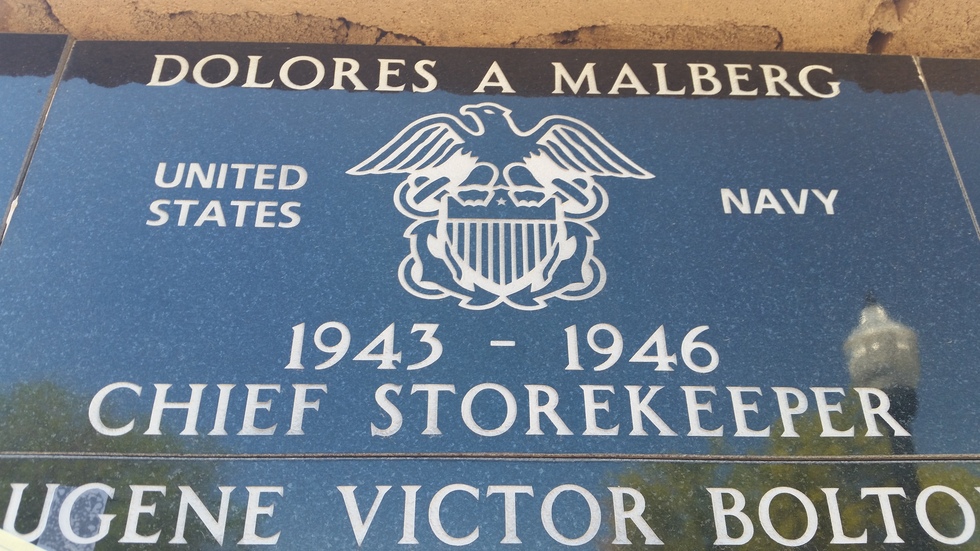 DOLORES A MALBERG
UNITED STATES
NAVY
1943 - 1946
CHIEF STOREKEEPER
UGENE VICTOR BOLTO